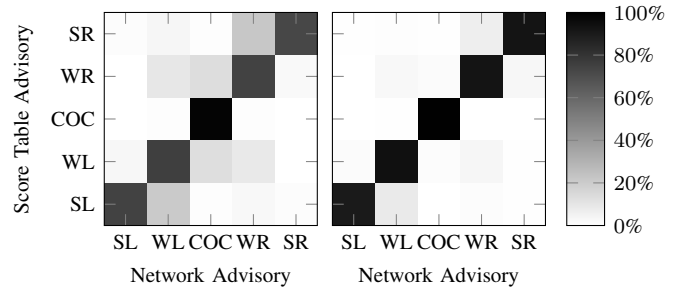 Score Table Advisory
SR
WR
COC
WL
SL
SL WL COC WR SR
Network Advisory
SL WL COC WR SR
Network Advisory
100%
80%
60%
40%
20%
0%